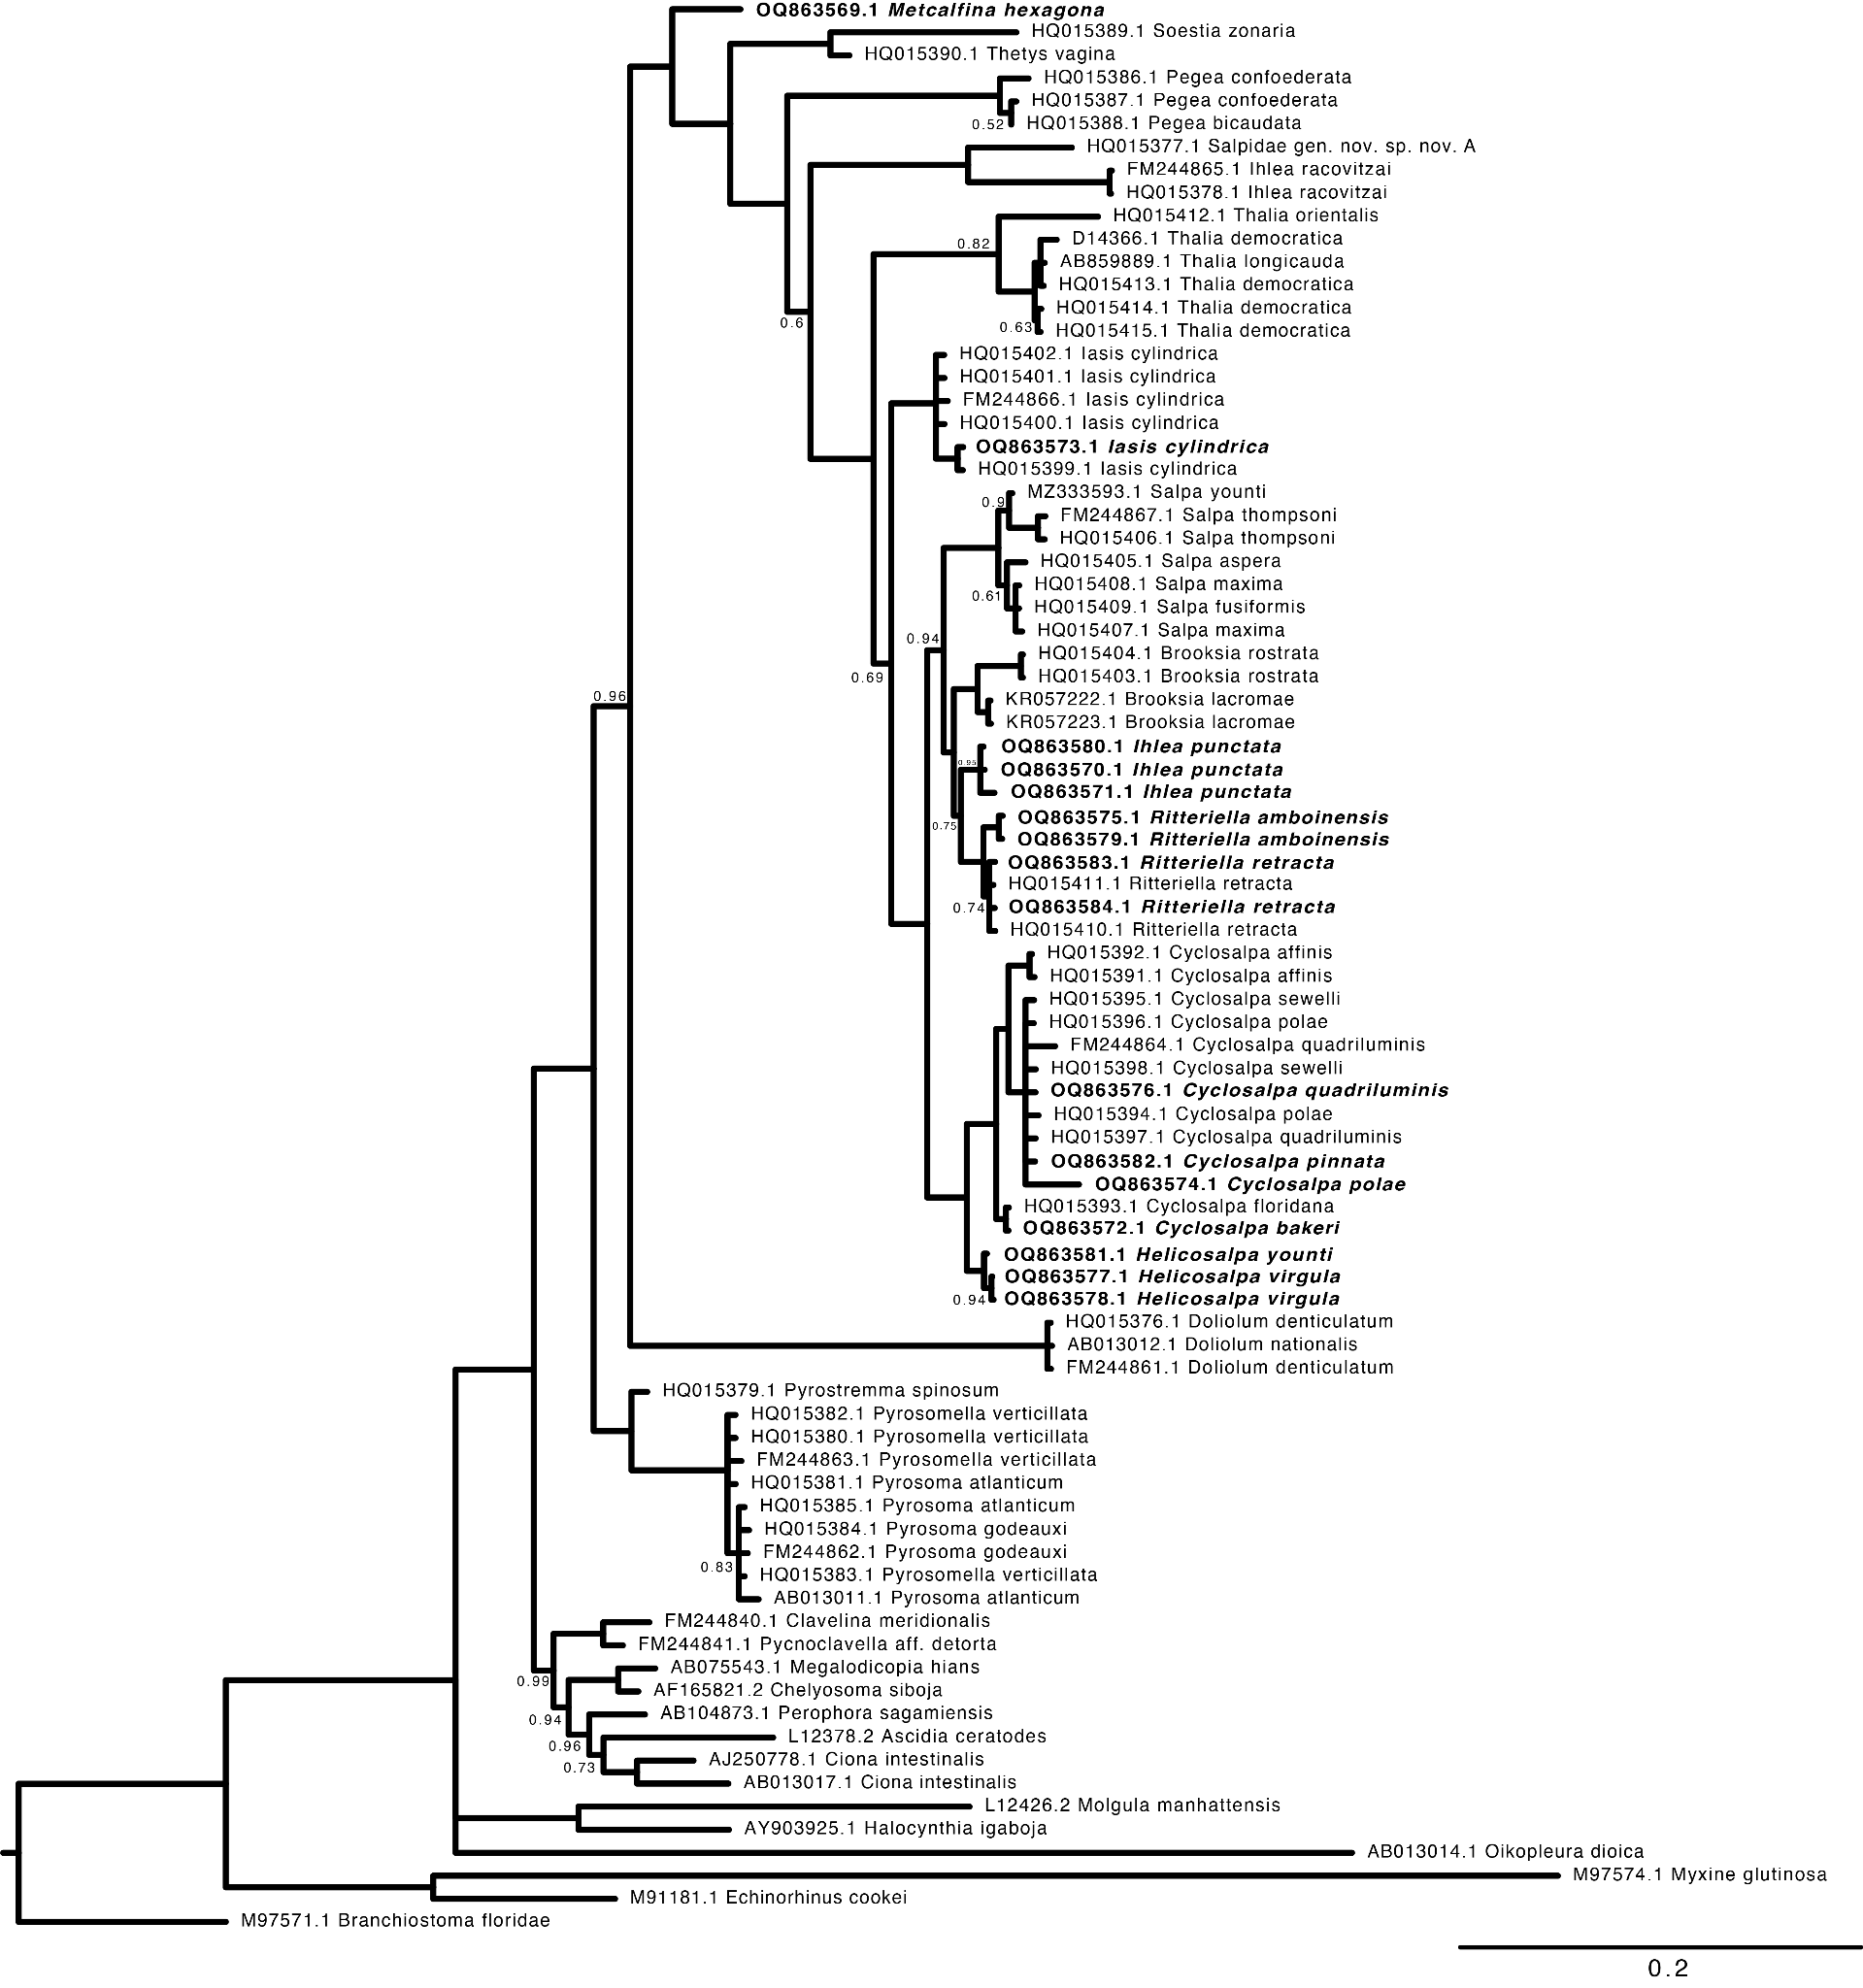 OQ863569.1 Metcalfina hexagona
HQ015389.1 Soestia zonaria
HQ015390.1 Thetys vagina
HQ015386.1 Pegea confoederata
HQ015387.1 Pegea confoederata
0.52 HQ015388.1 Pegea bicaudata
HQ015377.1 Salpidae gen. nov. sp. nov. A
FM244865.1 Ihlea racovitzai
HQ015378.1 Ihlea racovitzai
HQ015412.1 Thalia orientalis
0.82 D14366.1 Thalia democratica
AB859889.1 Thalia longicauda
HQ015413.1 Thalia democratica
HQ015414.1 Thalia democratica
0.6 0.63 HQ015415.1 Thalia democratica
HQ015402.1 Iasis cylindrica
HQ015401.1 Iasis cylindrica
FM244866.1 Iasis cylindrica
HQ015400.1 Iasis cylindrica
OQ863573.1 Iasis cylindrica
HQ015399.1 Iasis cylindrica
MZ333593.1 Salpa younti
0.9 FM244867.1 Salpa thompsoni
HQ015406.1 Salpa thompsoni
HQ015405.1 Salpa aspera
HQ015408.1 Salpa maxima
0.61 HQ015409.1 Salpa fusiformis
HQ015407.1 Salpa maxima
0.94 HQ015404.1 Brooksia rostrata
0.69 HQ015403.1 Brooksia rostrata
0.96 KR057222.1 Brooksia lacromae
KR057223.1 Brooksia lacromae
OQ863580.1 Ihlea punctata
0.95 OQ863570.1 Ihlea punctata
OQ863571.1 Ihlea punctata
OQ863575.1 Ritteriella amboinensis
0.75 OQ863579.1 Ritteriella amboinensis
OQ863583.1 Ritteriella retracta
HQ015411.1 Ritteriella retracta
0.74 OQ863584.1 Ritteriella retracta
HQ015410.1 Ritteriella retracta
HQ015392.1 Cyclosalpa affinis
HQ015391.1 Cyclosalpa affinis
HQ015395.1 Cyclosalpa sewelli
HQ015396.1 Cyclosalpa polae
FM244864.1 Cyclosalpa quadriluminis
HQ015398.1 Cyclosalpa sewelli
OQ863576.1 Cyclosalpa quadriluminis
HQ015394.1 Cyclosalpa polae
HQ015397.1 Cyclosalpa quadriluminis
OQ863582.1 Cyclosalpa pinnata
OQ863574.1 Cyclosalpa polae
HQ015393.1 Cyclosalpa floridana
OQ863572.1 Cyclosalpa bakeri
OQ863581.1 Helicosalpa younti
OQ863577.1 Helicosalpa virgula
0.94 OQ863578.1 Helicosalpa virgula
HQ015376.1 Doliolum denticulatum
AB013012.1 Doliolum nationalis
FM244861.1 Doliolum denticulatum
HQ015379.1 Pyrostremma spinosum
HQ015382.1 Pyrosomella verticillata
HQ015380.1 Pyrosomella verticillata
FM244863.1 Pyrosomella verticillata
HQ015381.1 Pyrosoma atlanticum
HQ015385.1 Pyrosoma atlanticum
HQ015384.1 Pyrosoma godeauxi
FM244862.1 Pyrosoma godeauxi
0.83 HQ015383.1 Pyrosomella verticillata
AB013011.1 Pyrosoma atlanticum
FM244840.1 Clavelina meridionalis
FM244841.1 Pycnoclavella aff. detorta
AB075543.1 Megalodicopia hians
0.99 AF165821.2 Chelyosoma siboja
0.94 AB104873.1 Perophora sagamiensis
0.96 L12378.2 Ascidia ceratodes
0.73 AJ250778.1 Ciona intestinalis
AB013017.1 Ciona intestinalis
L12426.2 Molgula manhattensis
AY903925.1 Halocynthia igaboja
AB013014.1 Oikopleura dioica
M97574.1 Myxine glutinosa
M91181.1 Echinorhinus cookei
M97571.1 Branchiostoma floridae
0.2